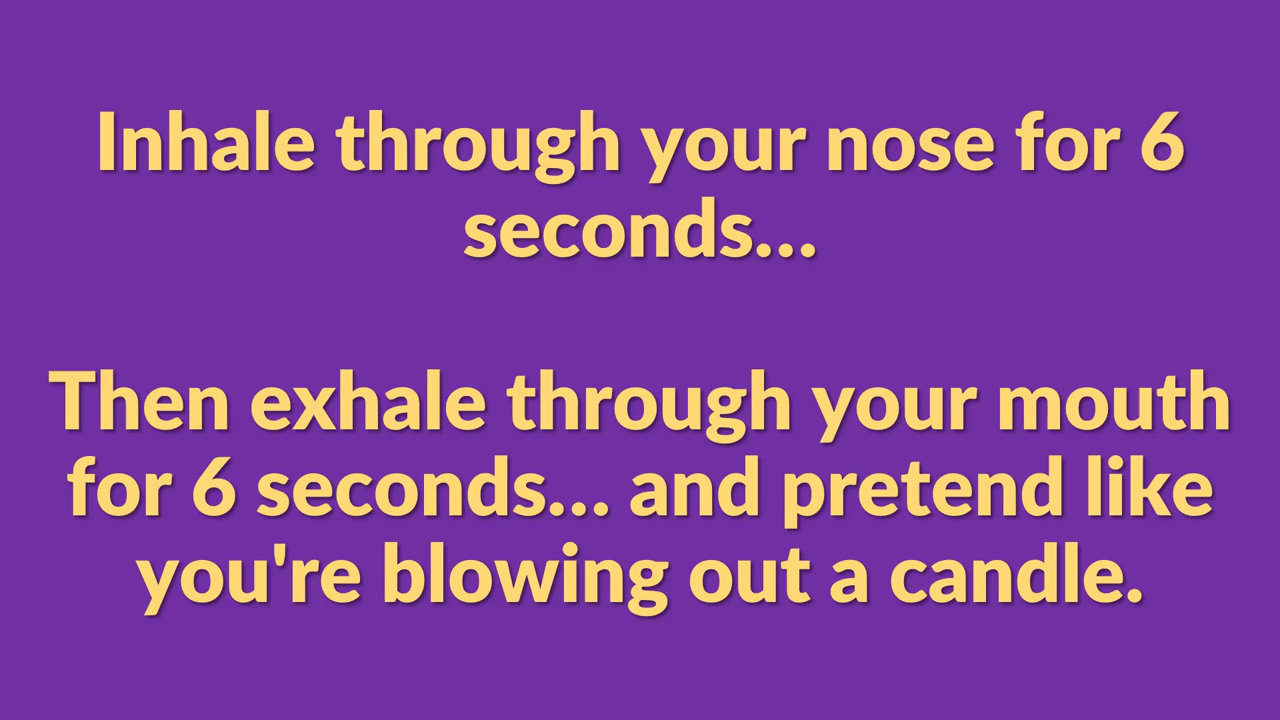 Inhale through your nose for 6
seconds...
Then exhale through your mouth
for 6 seconds... and pretend like
you're blowing out a candle.